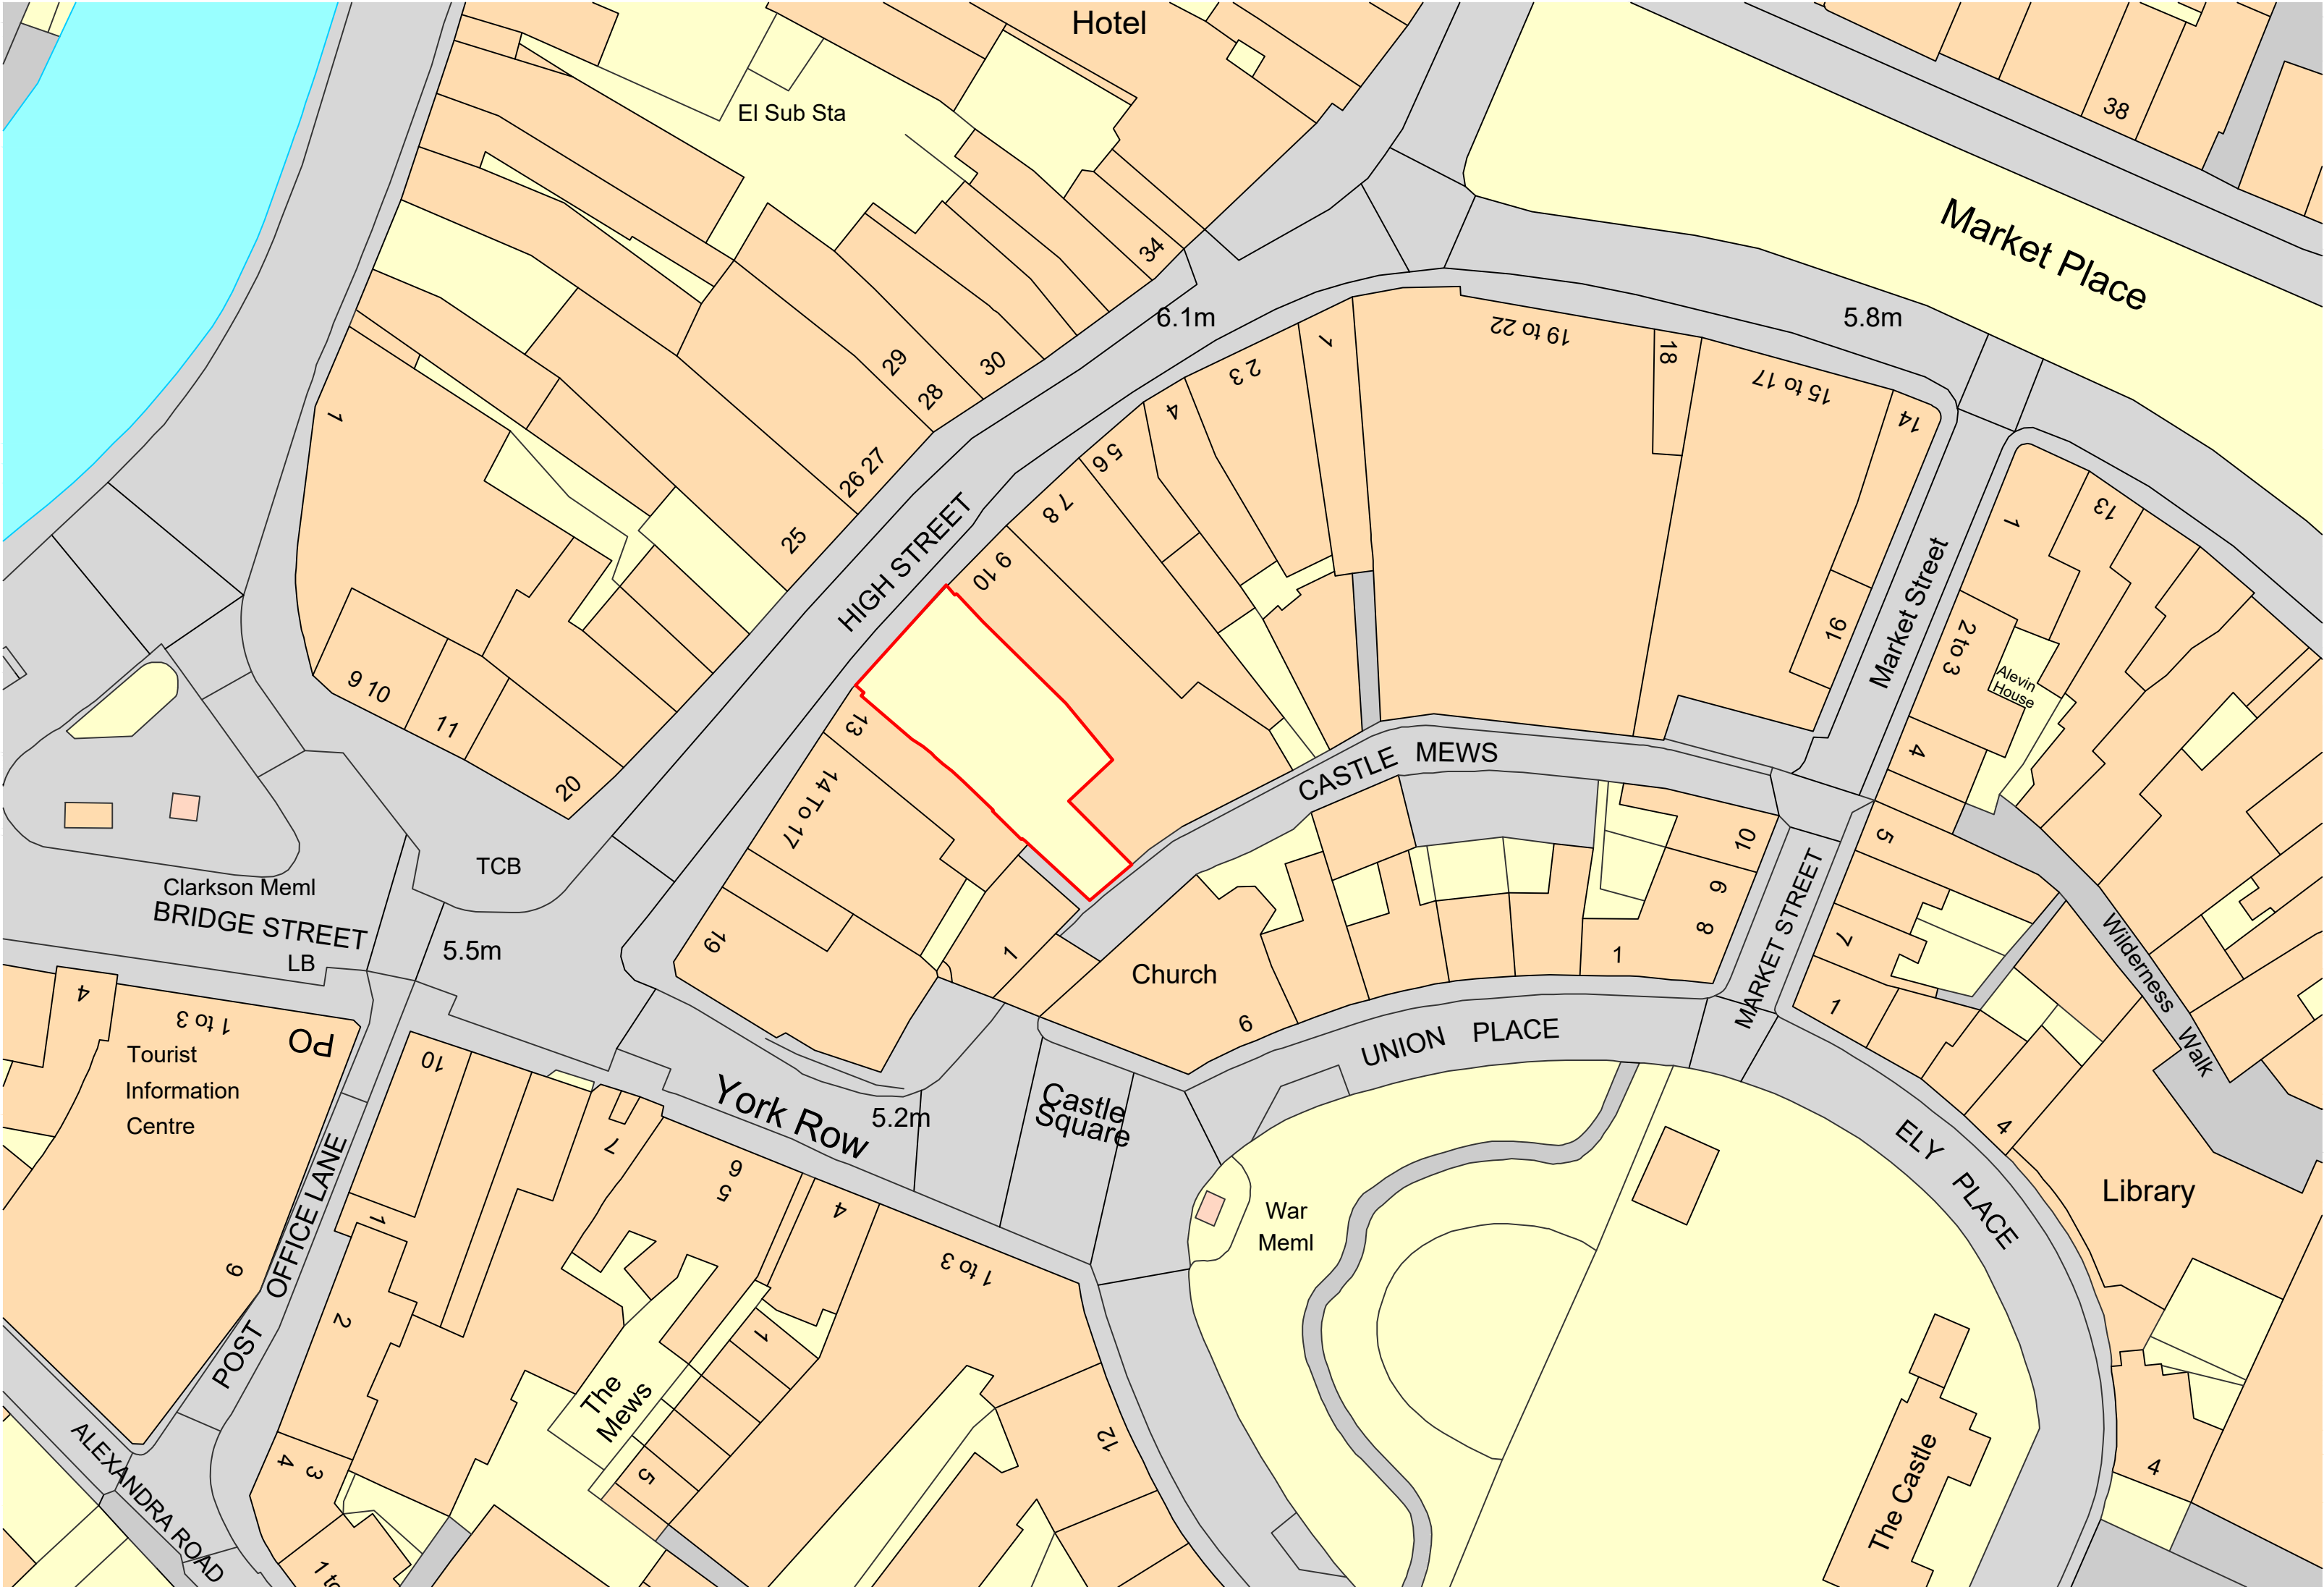 Hotel
El Sub Sta
38
Market Place
34
6.1m
5.8m
19 to 22
18
15 to 17
14
1
2 3
4
5 6
7 8
9 10
29
28
30
26 27
25
1
HIGH STREET
13
1
16
Market Street
2 to 3
Alevin
House
4
9 10
11
20
13
14 To 17
CASTLE MEWS
10
9
8
1
5
7
1
MARKET STREET
TCB
Clarkson Meml
BRIDGE STREET
LB
5.5m
19
1
Church
9
UNION PLACE
Wilderness Walk
4
1 to 3
PO
Tourist
Information
Centre
9
10
7
6
5
4
York Row
5.2m
Castle
Square
1 to 3
War
Meml
ELY PLACE
4
Library
POST OFFICE LANE
1
2
3
4
The
Mews
1
5
12
ALEXANDRA ROAD
The Castle
4